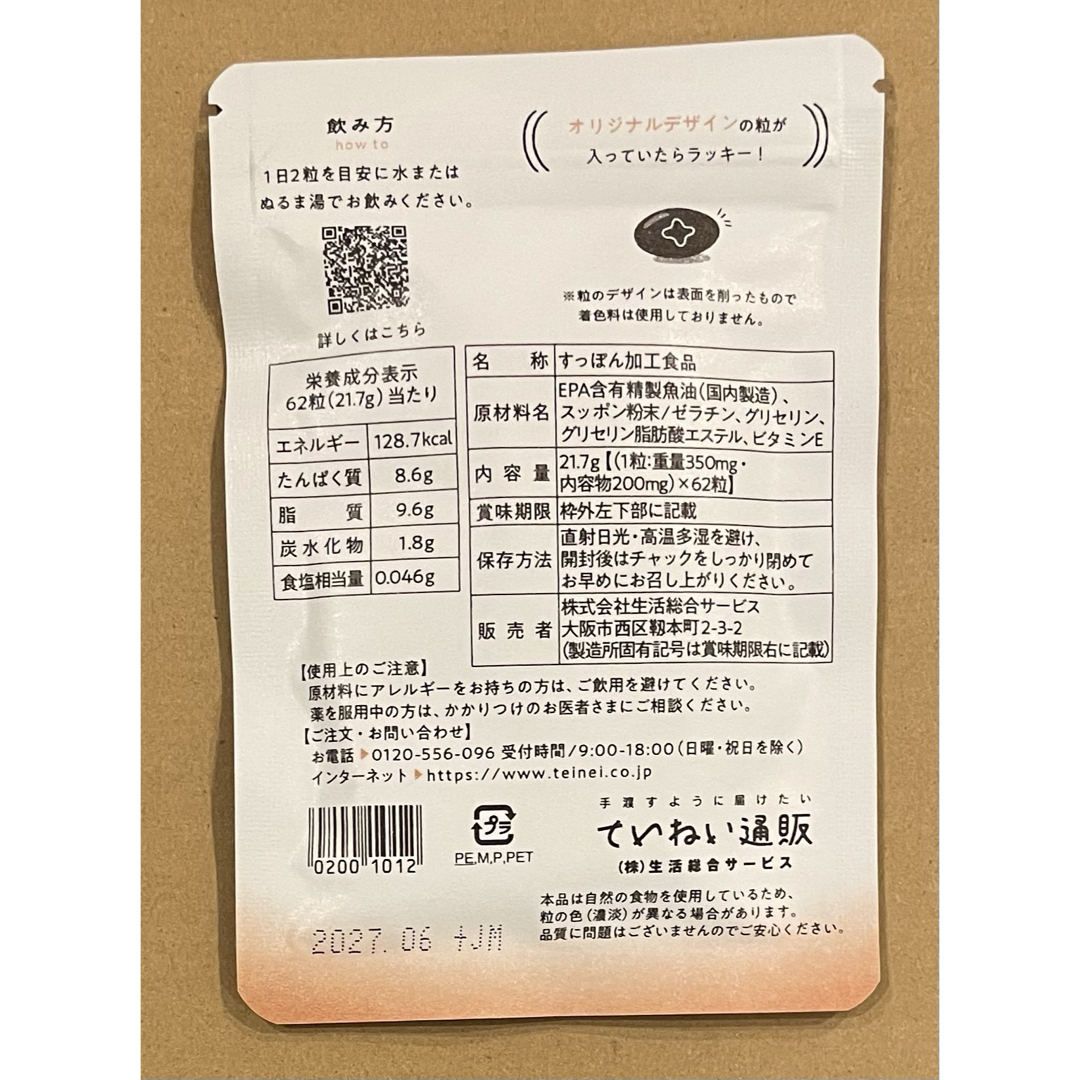 飲み方
how to
1日2粒を目安に水または
ぬるま湯でお飲みください。
詳しくはこちら
オリジナルデザインの粒が
入っていたらラッキー！
※粒のデザインは表面を削ったもので
着色料は使用しておりません。
栄養成分表示
62粒(21.7g)当たり
エネルギー 128.7kcal
たんぱく質 8.6g
脂質 9.6g
炭水化物 1.8g
食塩相当量 0.046g
名称 すっぽん加工食品
原材料名 EPA含有精製魚油(国内製造)、
スッポン粉末/ゼラチン、グリセリン、
グリセリン脂肪酸エステル、ビタミンE
内容量 21.7g【(1粒:重量350mg・
内容物200mg)×62粒】
賞味期限 枠外左下部に記載
保存方法 直射日光・高温多湿を避け、
開封後はチャックをしっかり閉めて
お早めにお召し上がりください。
販売者 株式会社生活総合サービス
大阪市西区靱本町2-3-2
(製造所固有記号は賞味期限右に記載)
【使用上のご注意】
原材料にアレルギーをお持ちの方は、ご飲用を避けてください。
薬を服用中の方は、かかりつけのお医者さまにご相談ください。
【ご注文・お問い合わせ】
お電話▶0120-556-096 受付時間/9:00-18:00(日曜・祝日を除く)
インターネット▶https://www.teinei.co.jp
0200 1012
プラ
PE,M,P,PET
手渡すように届けたい
ていねい通販
(株)生活総合サービス
本品は自然の食物を使用しているため、
粒の色(濃淡)が異なる場合があります。
品質に問題はございませんのでご安心ください。
2027.06 +JM